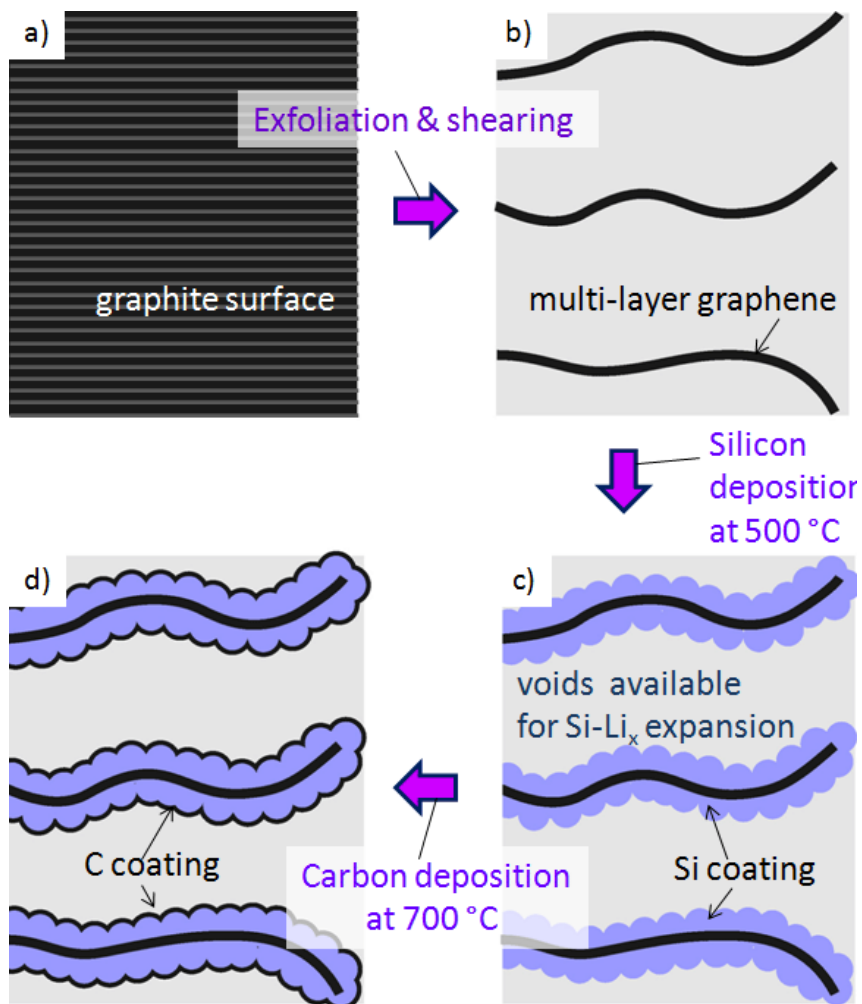 a)
b)
Exfoliation & shearing
graphite surface
multi-layer graphene
Silicon
deposition
at 500 °C
d)
c)
voids available
for Si-Liₓ expansion
C coating
Carbon deposition
at 700 °C
Si coating